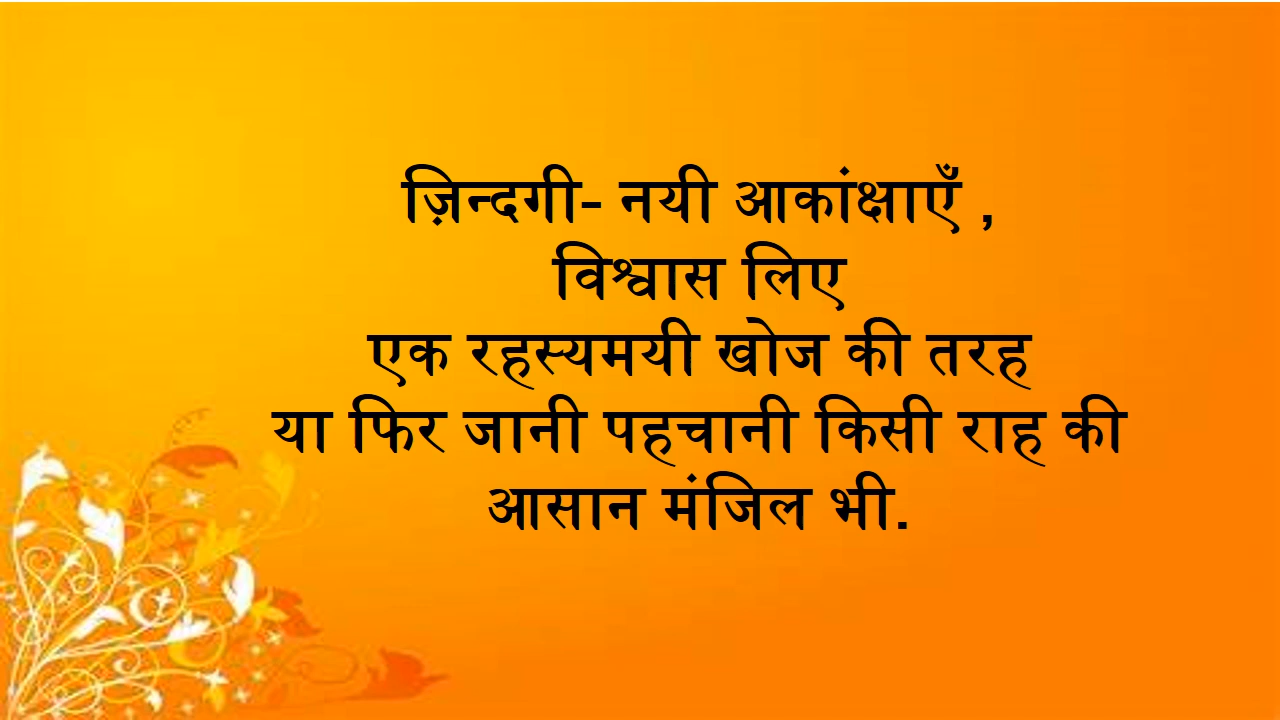 ज़िन्दगी- नयी आकांक्षाएँ ,
विश्वास लिए
एक रहस्यमयी खोज की तरह
या फिर जानी पहचानी किसी राह की
आसान मंजिल भी.